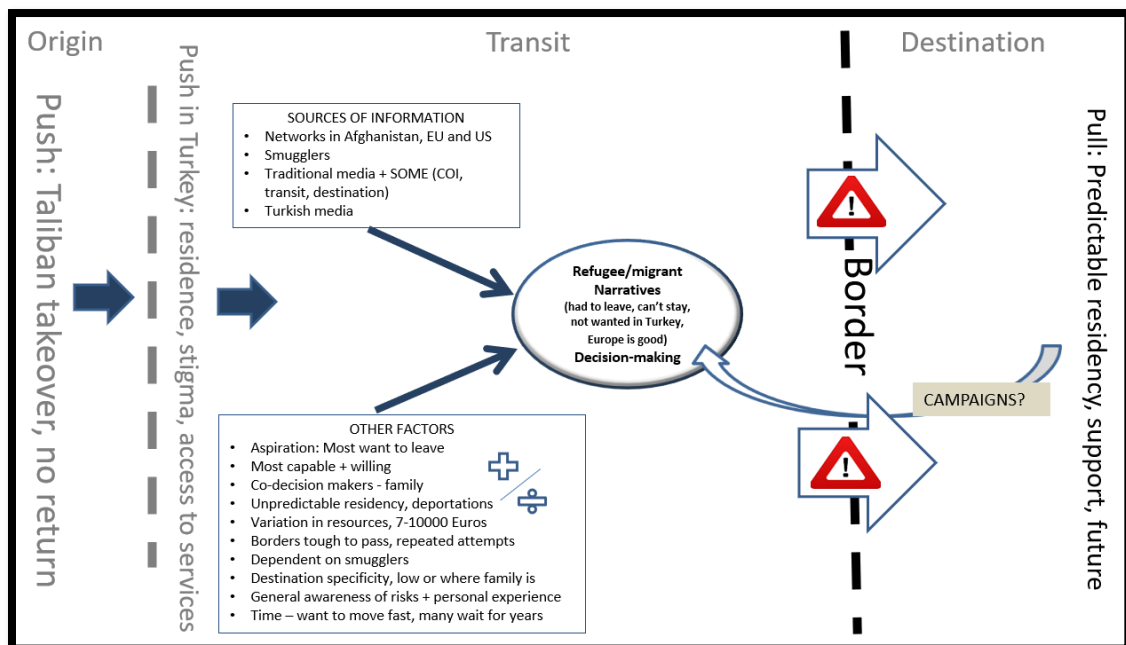 Origin
Transit
Destination
Push: Taliban takeover, no return
Push in Turkey: residence, stigma, access to services
SOURCES OF INFORMATION
• Networks in Afghanistan, EU and US
• Smugglers
• Traditional media + SOME (COI,
transit, destination)
• Turkish media
Refugee/migrant
Narratives
(had to leave, can't stay,
not wanted in Turkey,
Europe is good)
Decision-making
OTHER FACTORS
• Aspiration: Most want to leave
• Most capable + willing
• Co-decision makers - family
• Unpredictable residency, deportations
• Variation in resources, 7-10000 Euros
• Borders tough to pass, repeated attempts
• Dependent on smugglers
• Destination specificity, low or where family is
• General awareness of risks + personal experience
• Time – want to move fast, many wait for years
!
Border
!
CAMPAIGNS?
Pull: Predictable residency, support, future